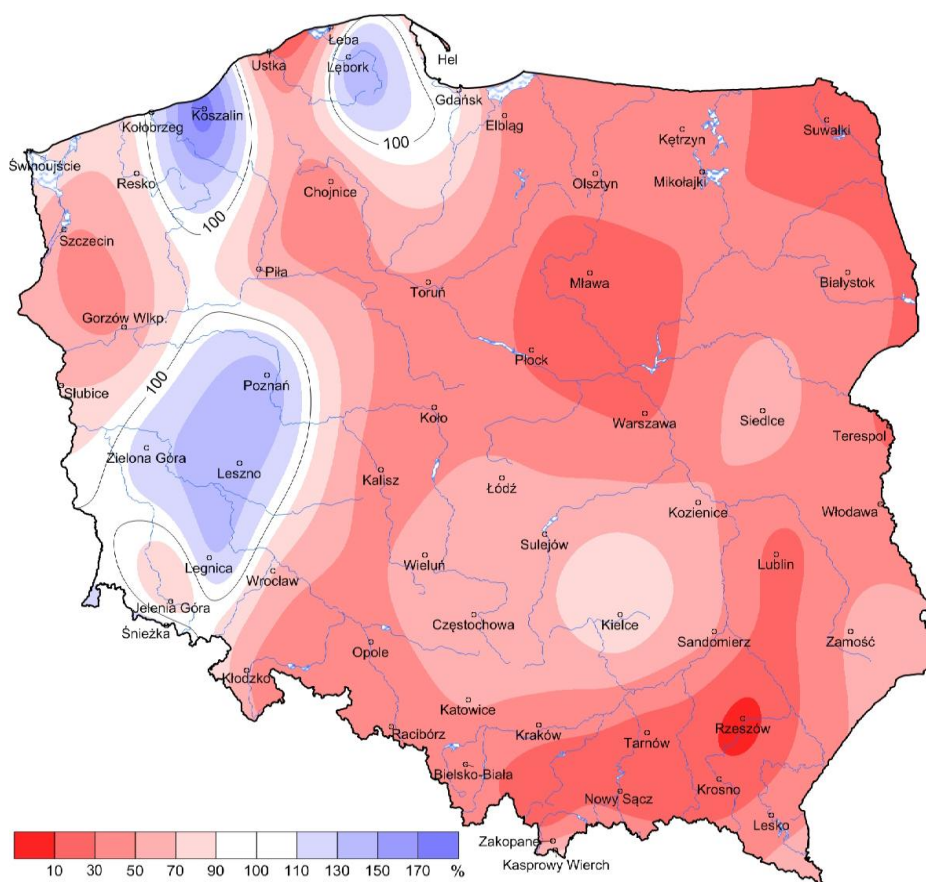 Łeba
Ustka
Lębork
Hel
Gdańsk
Kołobrzeg
Koszalin
Elbląg
Suwałki
Kętrzyn
100
Świnoujście
Resko
Chojnice
Olsztyn
Mikołajki
100
Szczecin
Piła
Toruń
Mława
Białystok
Gorzów Wlkp.
Płock
100
Poznań
Słubice
Koło
Warszawa
Siedlce
Terespol
Zielona Góra
Leszno
Kalisz
Łódź
Kozienice
Włodawa
Sulejów
Legnica
Wrocław
Wieluń
Lublin
Jelenia Góra
Śnieżka
Częstochowa
Kielce
Sandomierz
Zamość
Opole
Kłodzko
Katowice
Racibórz
Kraków
Tarnów
Rzeszów
Bielsko-Biała
Nowy Sącz
Krosno
Lesko
Zakopane
Kasprowy Wierch
10 30 50 70 90 100 110 130 150 170 %